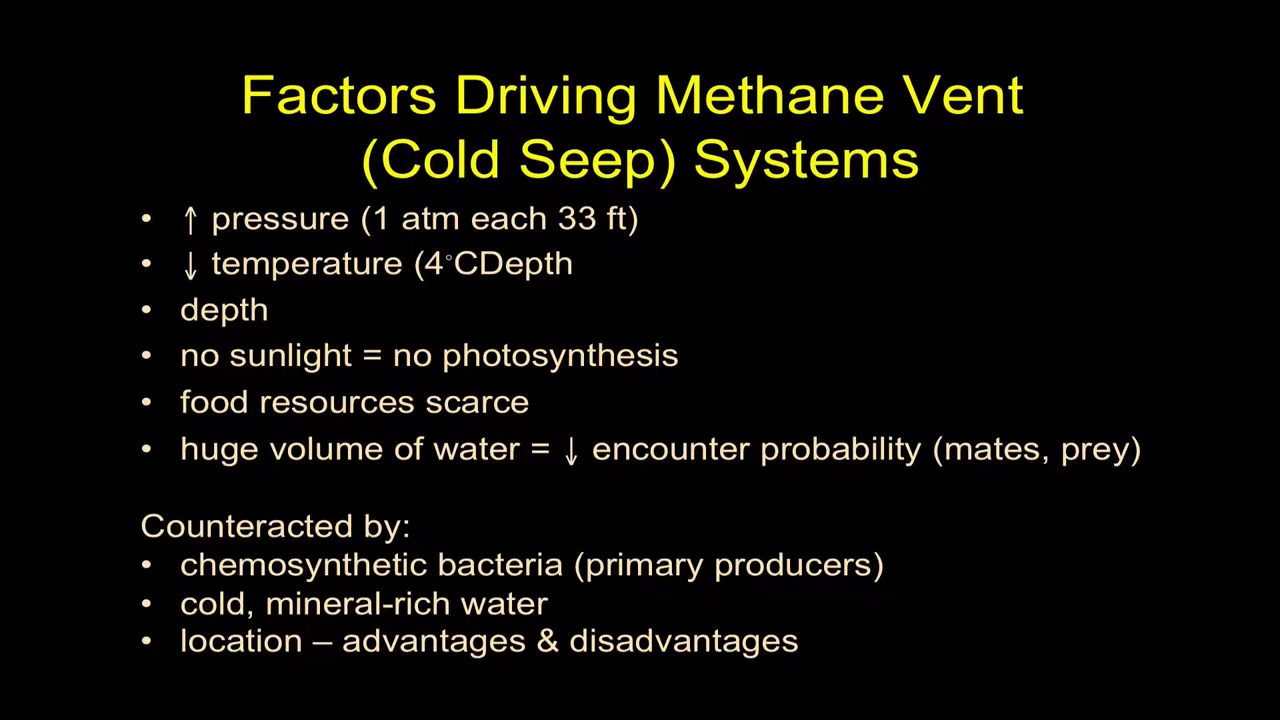 Factors Driving Methane Vent
(Cold Seep) Systems
• ↑ pressure (1 atm each 33 ft)
• ↓ temperature (4°CDepth
• depth
• no sunlight = no photosynthesis
• food resources scarce
• huge volume of water = ↓ encounter probability (mates, prey)
Counteracted by:
• chemosynthetic bacteria (primary producers)
• cold, mineral-rich water
• location – advantages & disadvantages